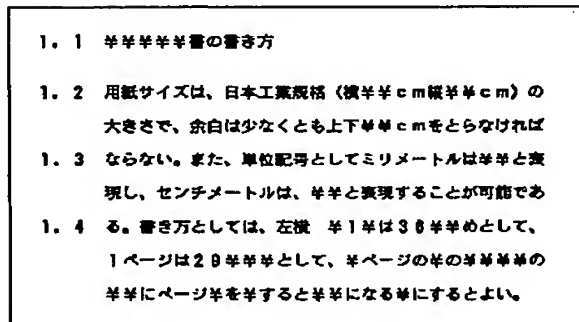 1．1 ¥¥¥¥¥書の書き方
1．2 用紙サイズは、日本工業規格（横¥¥cm縦¥¥cm）の
大きさで、余白は少なくとも上下¥¥cmをとらなければ
1．3 ならない。また、単位記号としてミリメートルは¥¥と表
現し、センチメートルは、¥¥と表現することが可能であ
1．4 る。書き方としては、左横 ¥1¥は36¥¥めとして、
1ページは29¥¥¥として、¥ページの¥の¥¥¥¥の
¥¥にページ¥を¥すると¥¥になる¥にするとよい。